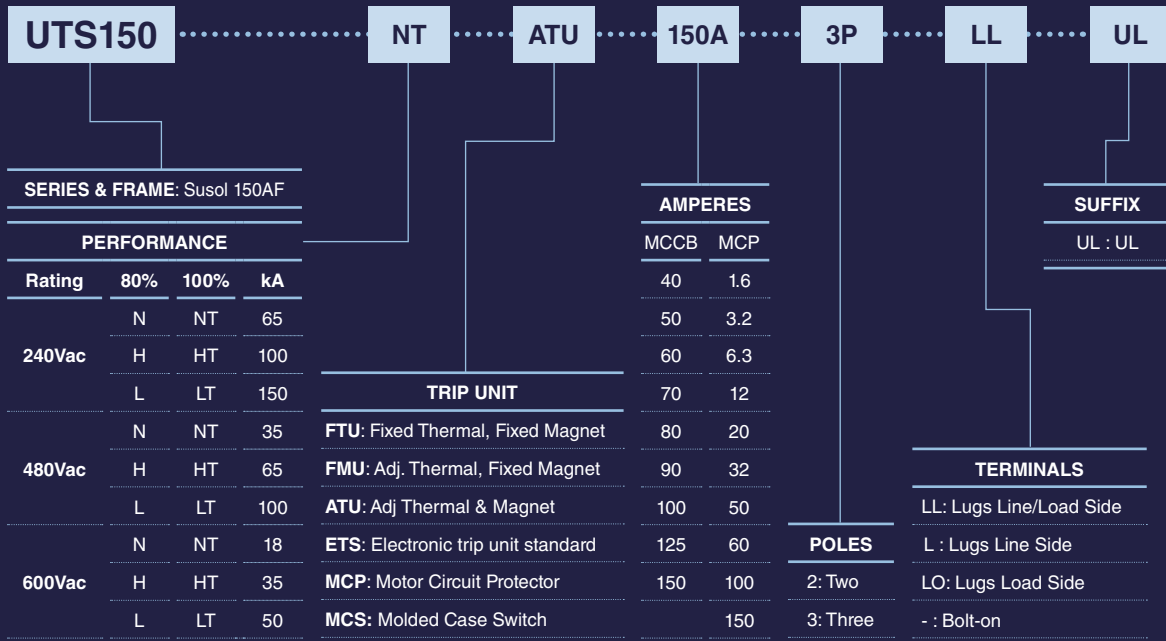 UTS150 NT ATU 150A 3P LL UL
SERIES & FRAME: Susol 150AF
PERFORMANCE
Rating 80% 100% kA
240Vac
N NT 65
H HT 100
L LT 150
480Vac
N NT 35
H HT 65
L LT 100
600Vac
N NT 18
H HT 35
L LT 50
TRIP UNIT
FTU: Fixed Thermal, Fixed Magnet
FMU: Adj. Thermal, Fixed Magnet
ATU: Adj Thermal & Magnet
ETS: Electronic trip unit standard
MCP: Motor Circuit Protector
MCS: Molded Case Switch
AMPERES
MCCB MCP
40 1.6
50 3.2
60 6.3
70 12
80 20
90 32
100 50
125 60
150 100
150
POLES
2: Two
3: Three
TERMINALS
LL: Lugs Line/Load Side
L : Lugs Line Side
LO: Lugs Load Side
- : Bolt-on
SUFFIX
UL : UL